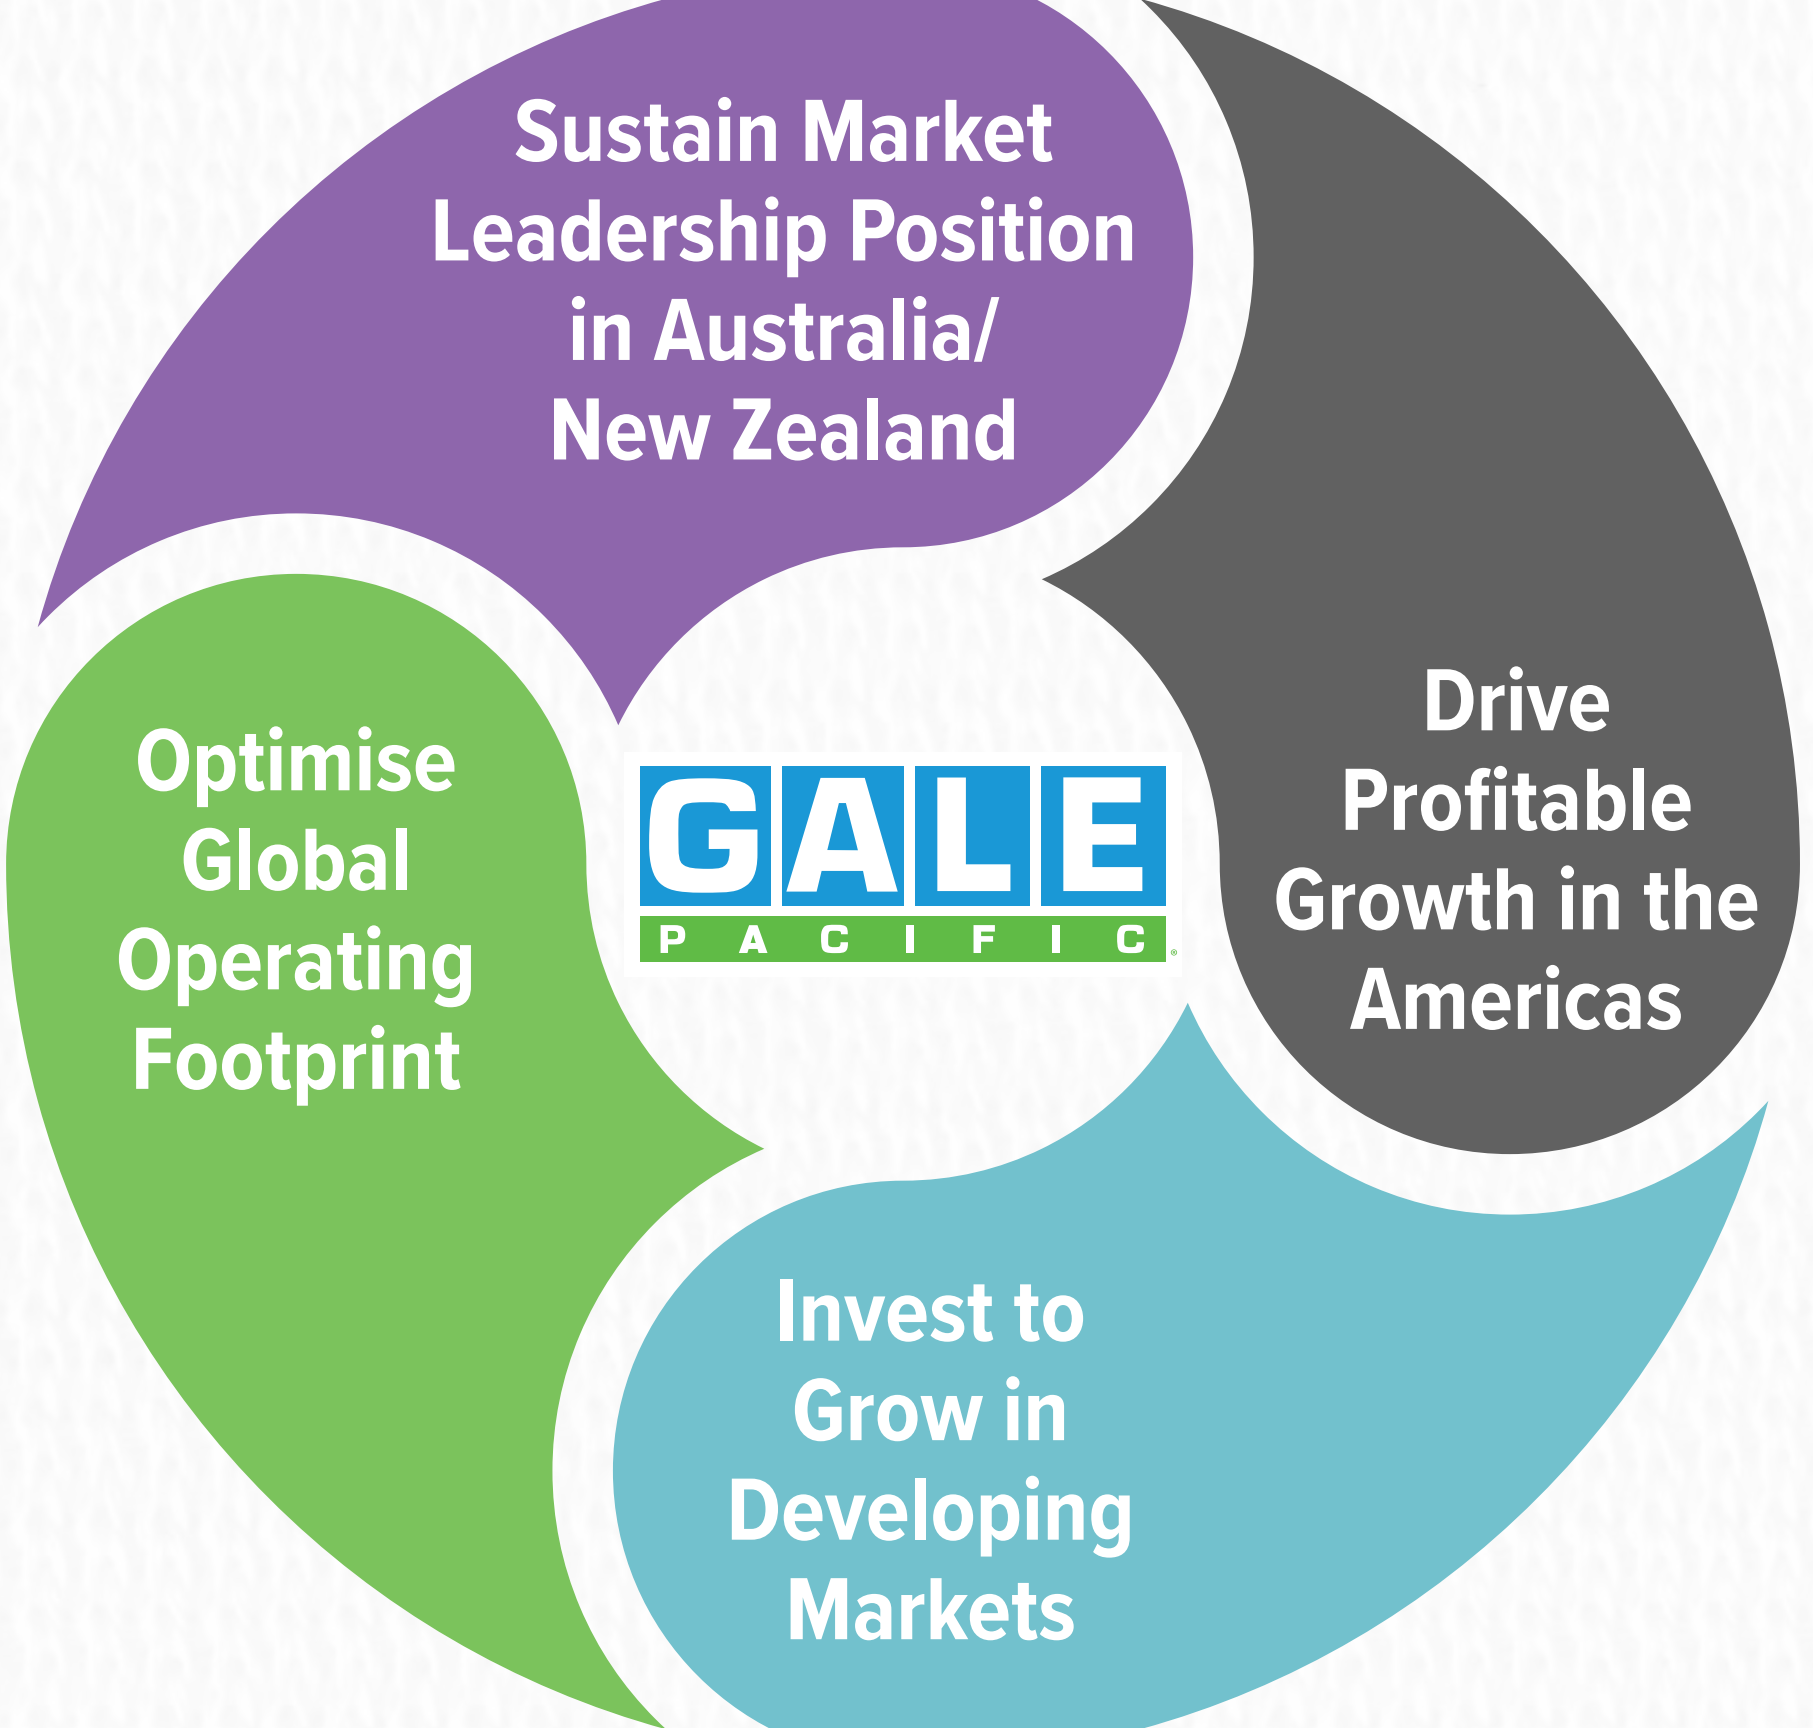 Sustain Market
Leadership Position
in Australia/
New Zealand
Drive
Profitable
Growth in the
Americas
Optimise
Global
Operating
Footprint
GALE
PACIFIC®
Invest to
Grow in
Developing
Markets